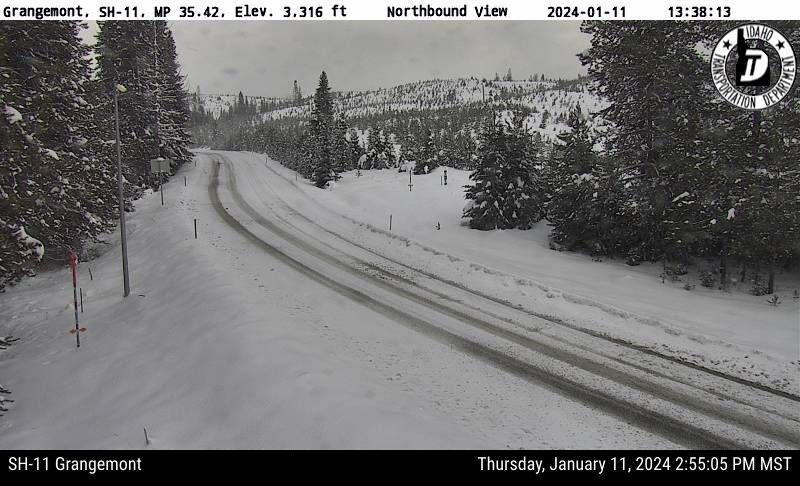 Grangemont, SH-11, MP 35.42, Elev. 3,316 ft Northbound View 2024-01-11 13:38:13
IDAHO
TRANSPORTATION DEPARTMENT
SH-11 Grangemont Thursday, January 11, 2024 2:55:05 PM MST